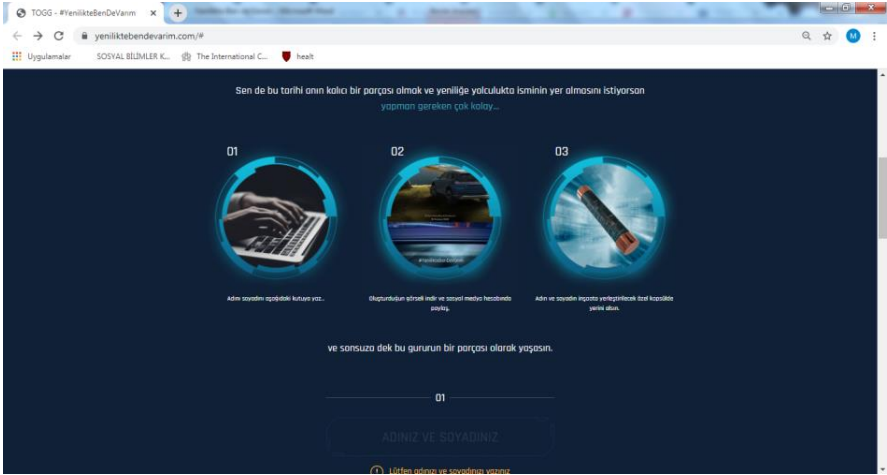 TOGG - #YenilikteBenDeVarım
yeniliktebendevarim.com/#
M
Uygulamalar
SOSYAL BİLİMLER K...
The International C...
healt
Sen de bu tarihi anın kalıcı bir parçası olmak ve yeniliğe yolculukta isminin yer almasını istiyorsan
yapman gereken çok kolay...
01
02
03
Adını soyadını aşağıdaki kutuya yaz..
Oluşturduğun görseli indir ve sosyal medya hesabında
paylaş.
Adın ve soyadın inşaata yerleştirilecek özel kapsülde
yerini alsın.
ve sonsuza dek bu gururun bir parçası olarak yaşasın.
01
ADINIZ VE SOYADINIZ
Lütfen adınızı ve soyadınızı yazınız